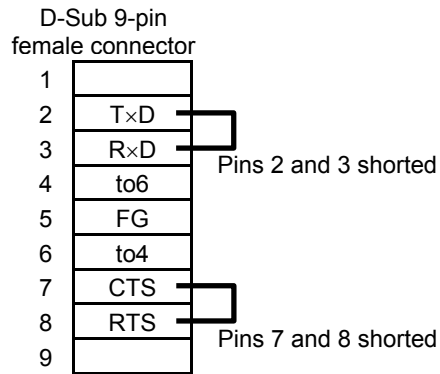 D-Sub 9-pin
female connector
1
2 T×D
3 R×D
Pins 2 and 3 shorted
4 to6
5 FG
6 to4
7 CTS
8 RTS
Pins 7 and 8 shorted
9